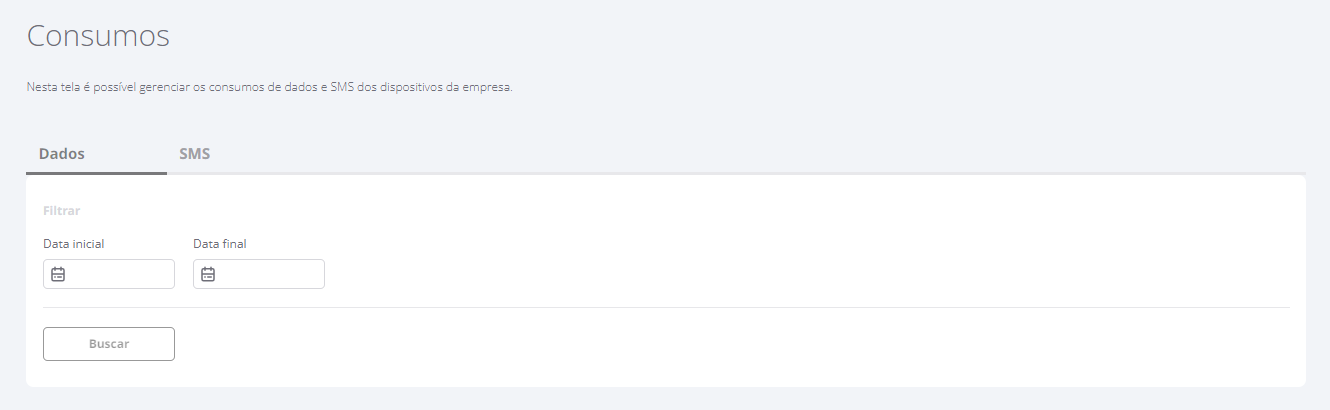 Consumos
Nesta tela é possível gerenciar os consumos de dados e SMS dos dispositivos da empresa.
Dados SMS
Filtrar
Data inicial Data final
Buscar